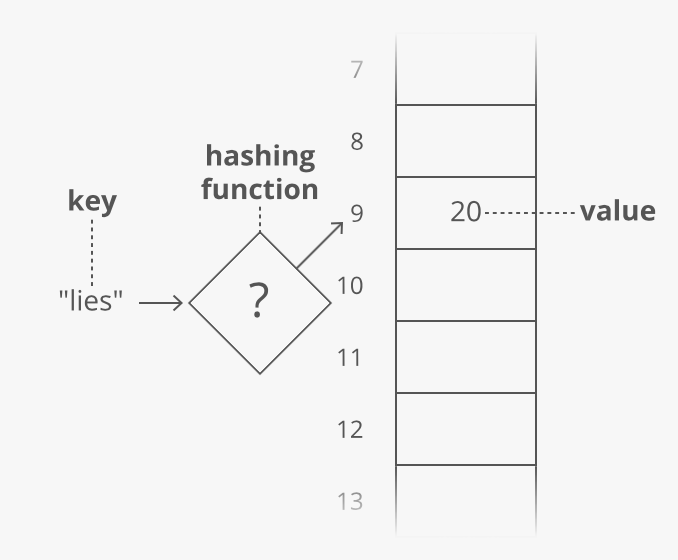 7
8
hashing
function
key
9
20
value
10
"lies"
?
11
12
13